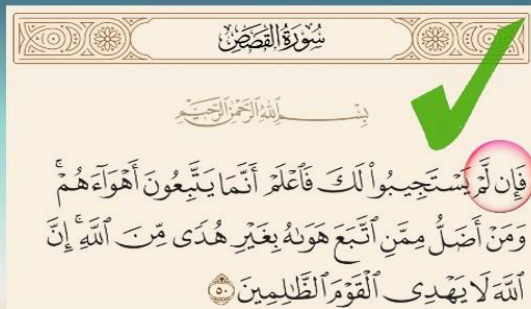 سُورَةُ القَصَصِ
بِسْمِ ٱللَّهِ ٱلرَّحْمَٰنِ ٱلرَّحِيمِ
فَإِن لَّمْ يَسْتَجِيبُوا۟ لَكَ فَٱعْلَمْ أَنَّمَا يَتَّبِعُونَ أَهْوَآءَهُمْ ۚ
وَمَنْ أَضَلُّ مِمَّنِ ٱتَّبَعَ هَوَىٰهُ بِغَيْرِ هُدًى مِّنَ ٱللَّهِ ۚ إِنَّ
ٱللَّهَ لَا يَهْدِى ٱلْقَوْمَ ٱلظَّٰلِمِينَ ٥٠